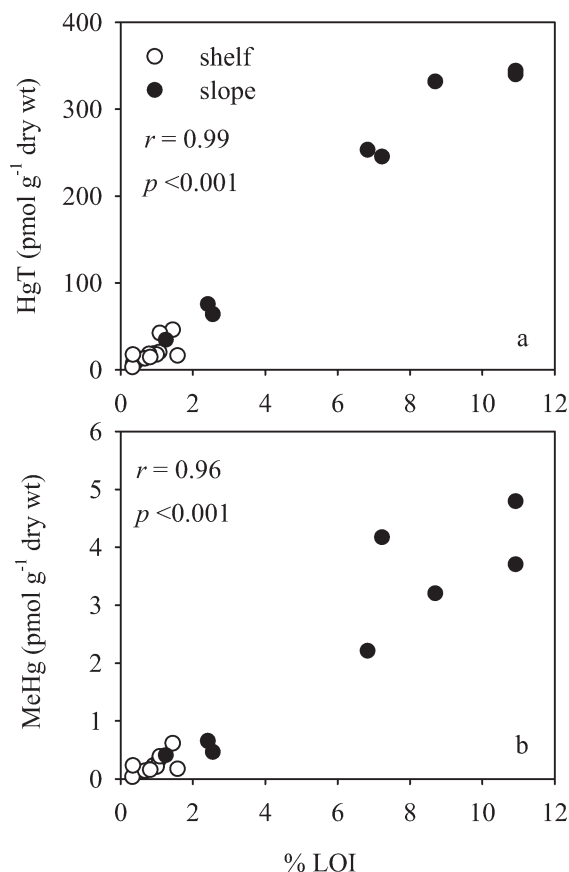 400
300
200
100
0
HgT (pmol g⁻¹ dry wt)
shelf
slope
r = 0.99
p <0.001
a
0 2 4 6 8 10 12
6
5
4
3
2
1
0
MeHg (pmol g⁻¹ dry wt)
r = 0.96
p <0.001
b
0 2 4 6 8 10 12
% LOI